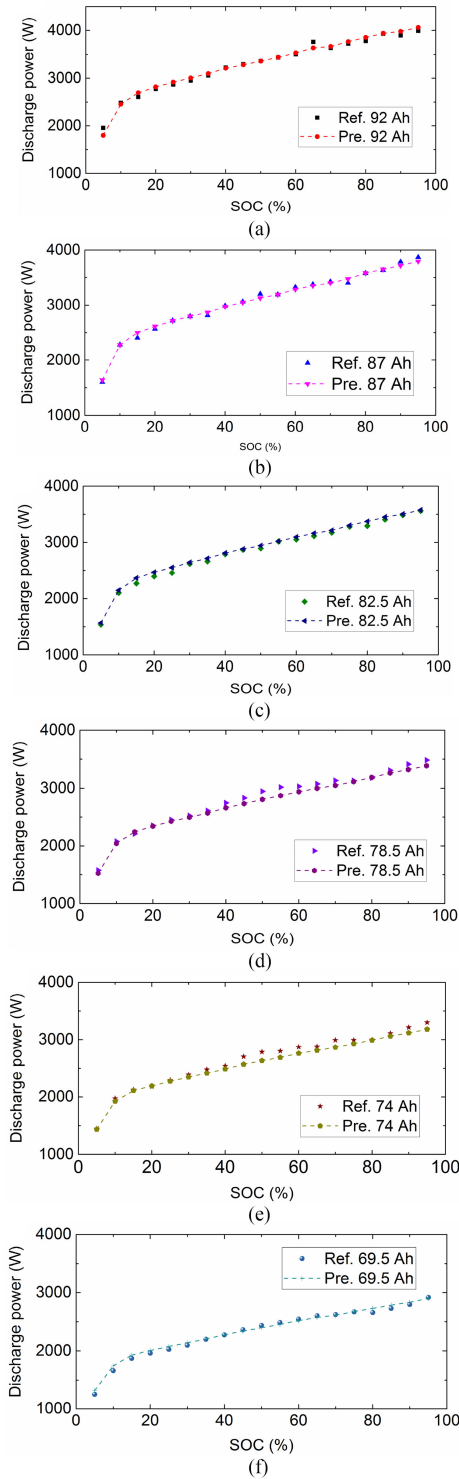 4000
3000
2000
1000
Discharge power (W)
Ref. 92 Ah
Pre. 92 Ah
0 20 40 60 80 100
SOC (%)
(a)
4000
3000
2000
1000
Discharge power (W)
Ref. 87 Ah
Pre. 87 Ah
0 20 40 60 80 100
SOC (%)
(b)
4000
3000
2000
1000
Discharge power (W)
Ref. 82.5 Ah
Pre. 82.5 Ah
0 20 40 60 80 100
SOC (%)
(c)
4000
3000
2000
1000
Discharge power (W)
Ref. 78.5 Ah
Pre. 78.5 Ah
0 20 40 60 80 100
SOC (%)
(d)
4000
3000
2000
1000
Discharge power (W)
Ref. 74 Ah
Pre. 74 Ah
0 20 40 60 80 100
SOC (%)
(e)
4000
3000
2000
1000
Discharge power (W)
Ref. 69.5 Ah
Pre. 69.5 Ah
0 20 40 60 80 100
SOC (%)
(f)